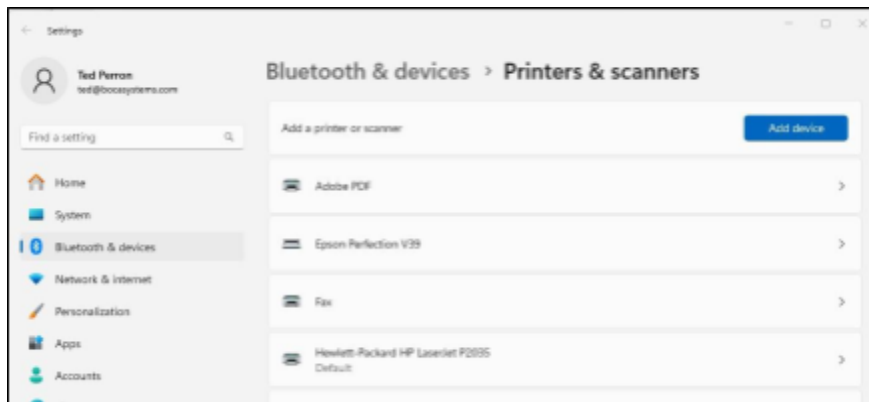 Settings
Ted Perron
ted@bocasystems.com
Find a setting
Home
System
Bluetooth & devices
Network & internet
Personalization
Apps
Accounts
Bluetooth & devices > Printers & scanners
Add a printer or scanner
Add device
Adobe PDF
Epson Perfection V39
Fax
Hewlett-Packard HP LaserJet P2035
Default